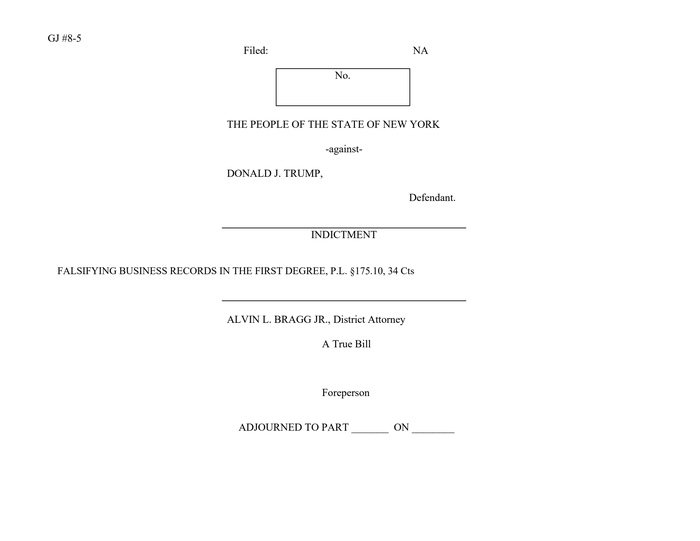 GJ #8-5
Filed: NA
No.
THE PEOPLE OF THE STATE OF NEW YORK
-against-
DONALD J. TRUMP,
Defendant.
INDICTMENT
FALSIFYING BUSINESS RECORDS IN THE FIRST DEGREE, P.L. §175.10, 34 Cts
ALVIN L. BRAGG JR., District Attorney
A True Bill
Foreperson
ADJOURNED TO PART _______ ON ________